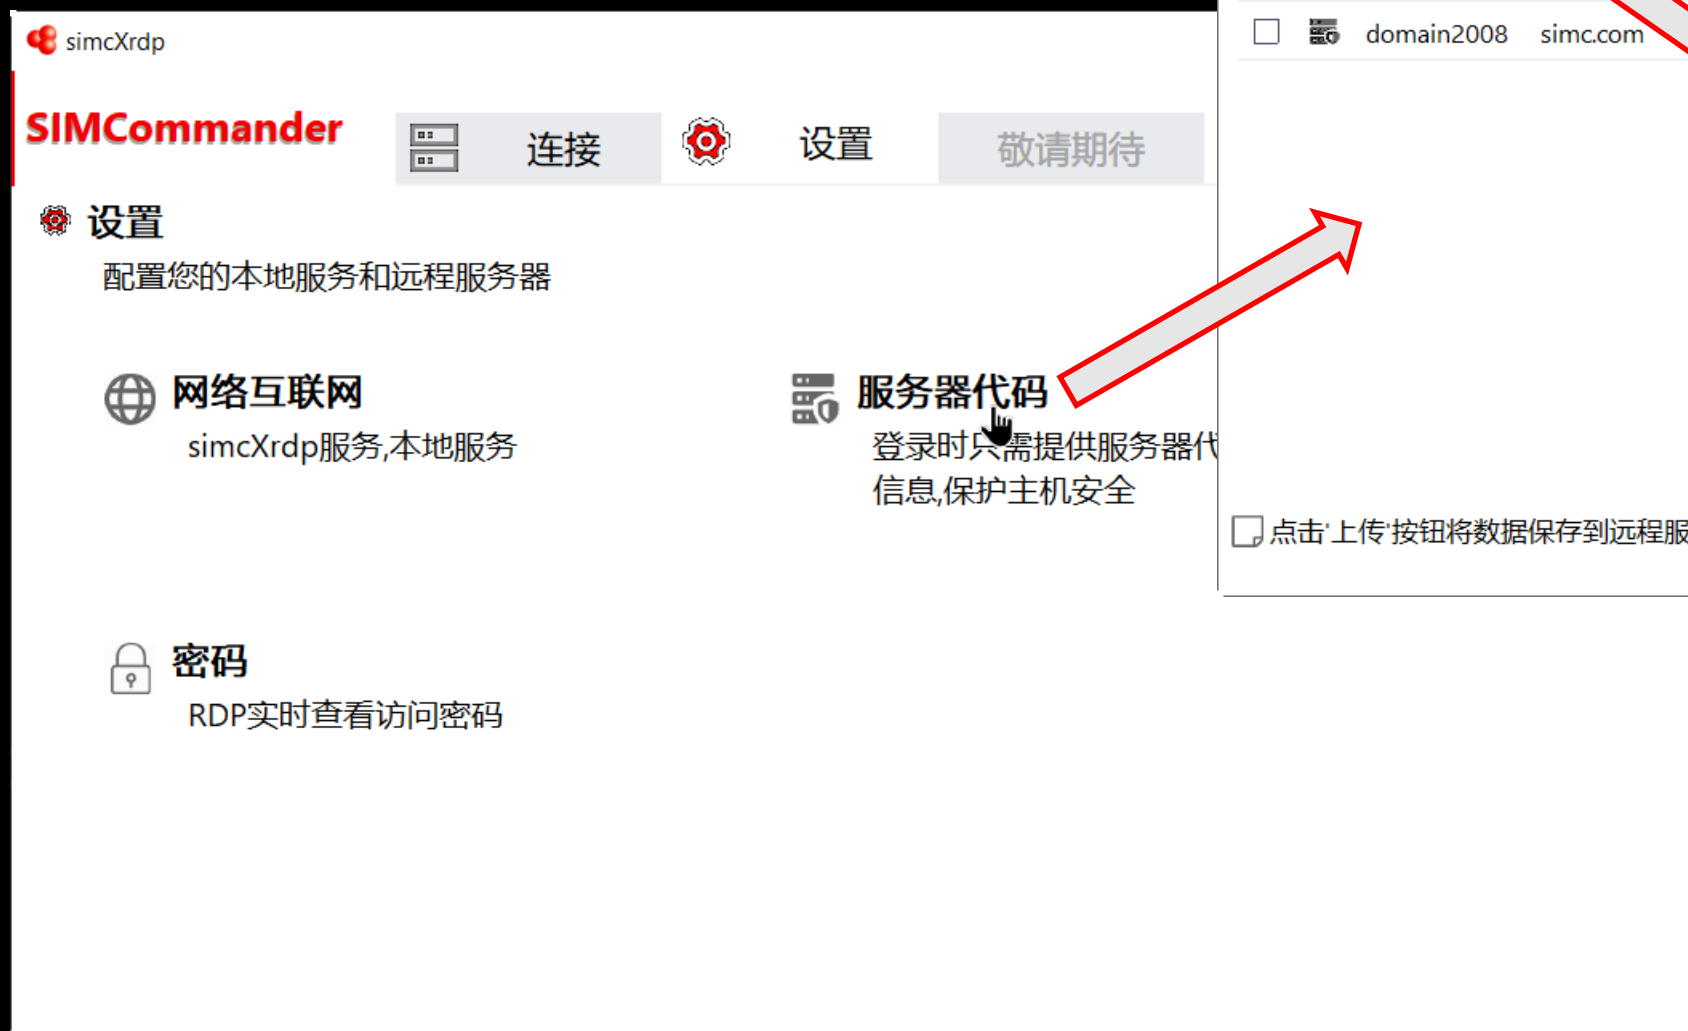 simcXrdp
SIMCommander
连接
设置
敬请期待
设置
配置您的本地服务和远程服务器
网络互联网
simcXrdp服务,本地服务
服务器代码
登录时只需提供服务器代
信息,保护主机安全
密码
RDP实时查看访问密码
domain2008 simc.com
点击'上传'按钮将数据保存到远程服